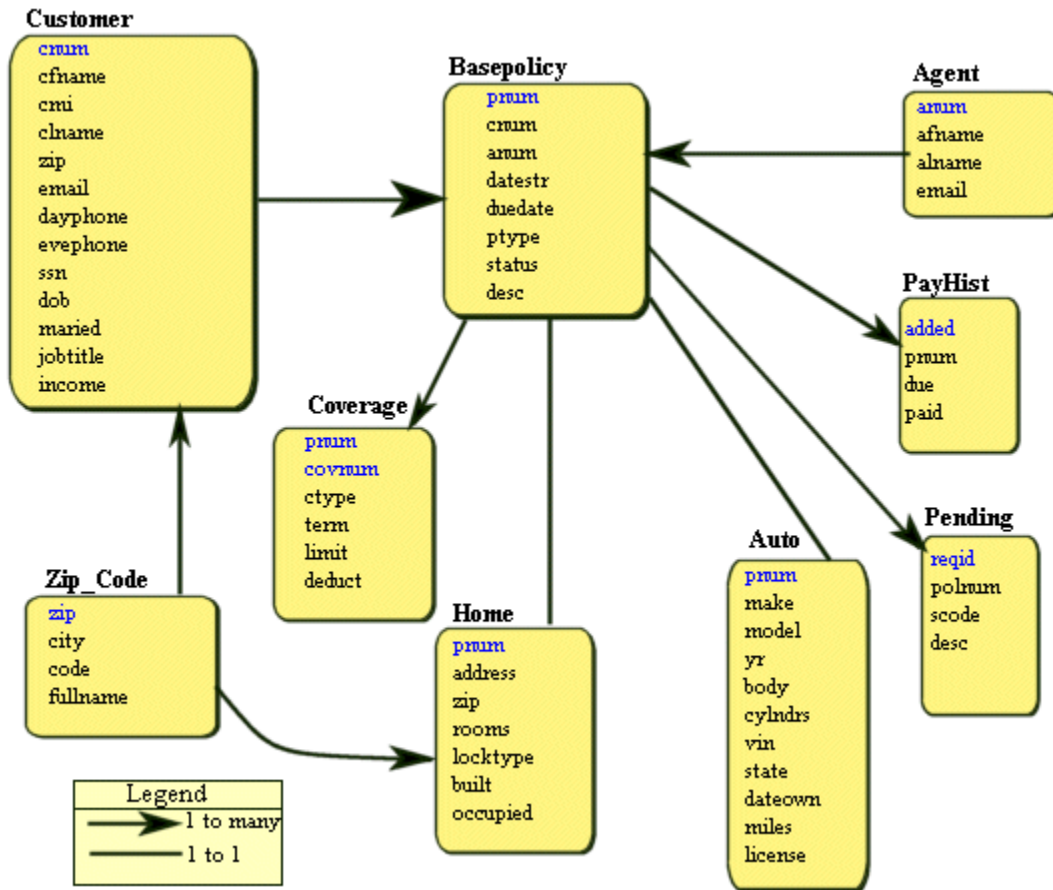 Customer
cnum
cfname
cmi
clname
zip
email
dayphone
evephone
ssn
dob
maried
jobtitle
income
Basepolicy
pnum
cnum
anum
datestr
duedate
ptype
status
desc
Agent
anum
afname
alname
email
PayHist
added
pnum
due
paid
Coverage
pnum
covnum
ctype
term
limit
deduct
Pending
reqid
polnum
scode
desc
Auto
pnum
make
model
yr
body
cylndrs
vin
state
dateown
miles
license
Zip_Code
zip
city
code
fullname
Home
pnum
address
zip
rooms
locktype
built
occupied
Legend
1 to many
1 to 1